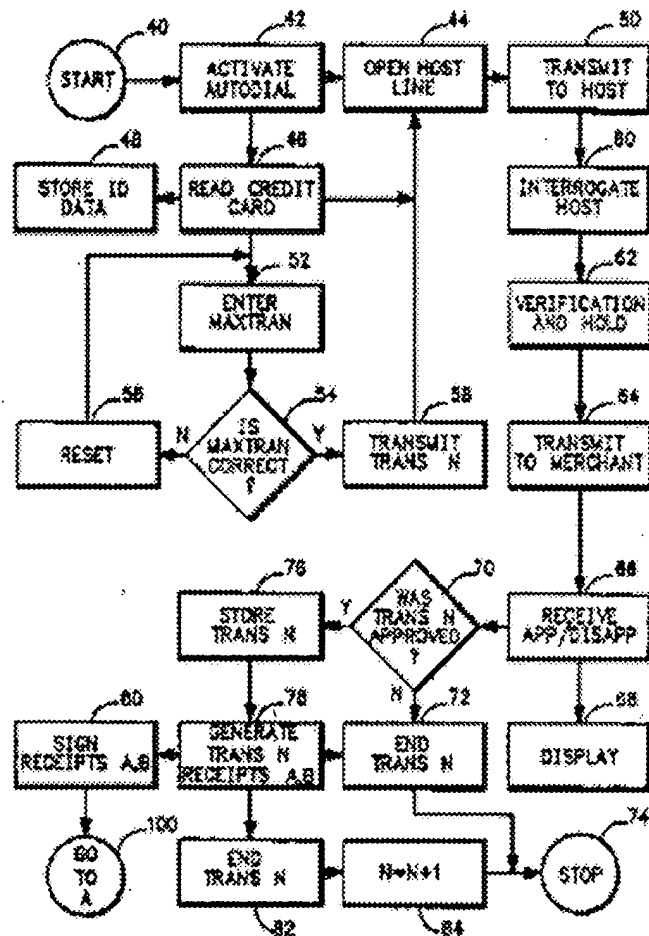 40
42
44
50
START
ACTIVATE
AUTODIAL
OPEN HOST
LINE
TRANSMIT
TO HOST
48
46
60
STORE ID
DATA
READ CREDIT
CARD
INTERROGATE
HOST
52
62
ENTER
MAXTRAN
VERIFICATION
AND HOLD
56
54
58
64
RESET
N
IS
MAXTRAN
CORRECT
?
Y
TRANSMIT
TRANS N
TRANSMIT
TO MERCHANT
76
70
66
STORE
TRANS N
Y
WAS
TRANS N
APPROVED
?
N
RECEIVE
APP/DISAPP
80
78
72
68
SIGN
RECEIPTS A,B
GENERATE
TRANS N
RECEIPTS A,B
END
TRANS N
DISPLAY
100
74
GO
TO
A
END
TRANS N
N=N+1
STOP
82
84